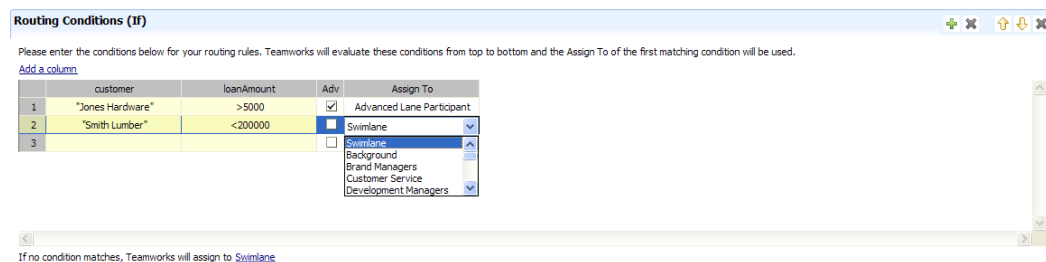 Routing Conditions (If)
Please enter the conditions below for your routing rules. Teamworks will evaluate these conditions from top to bottom and the Assign To of the first matching condition will be used.
Add a column
customer loanAmount Adv Assign To
1 "Jones Hardware" >5000 Advanced Lane Participant
2 "Smith Lumber" <200000 Swimlane
3 Swimlane
Background
Brand Managers
Customer Service
Development Managers
If no condition matches, Teamworks will assign to Swimlane